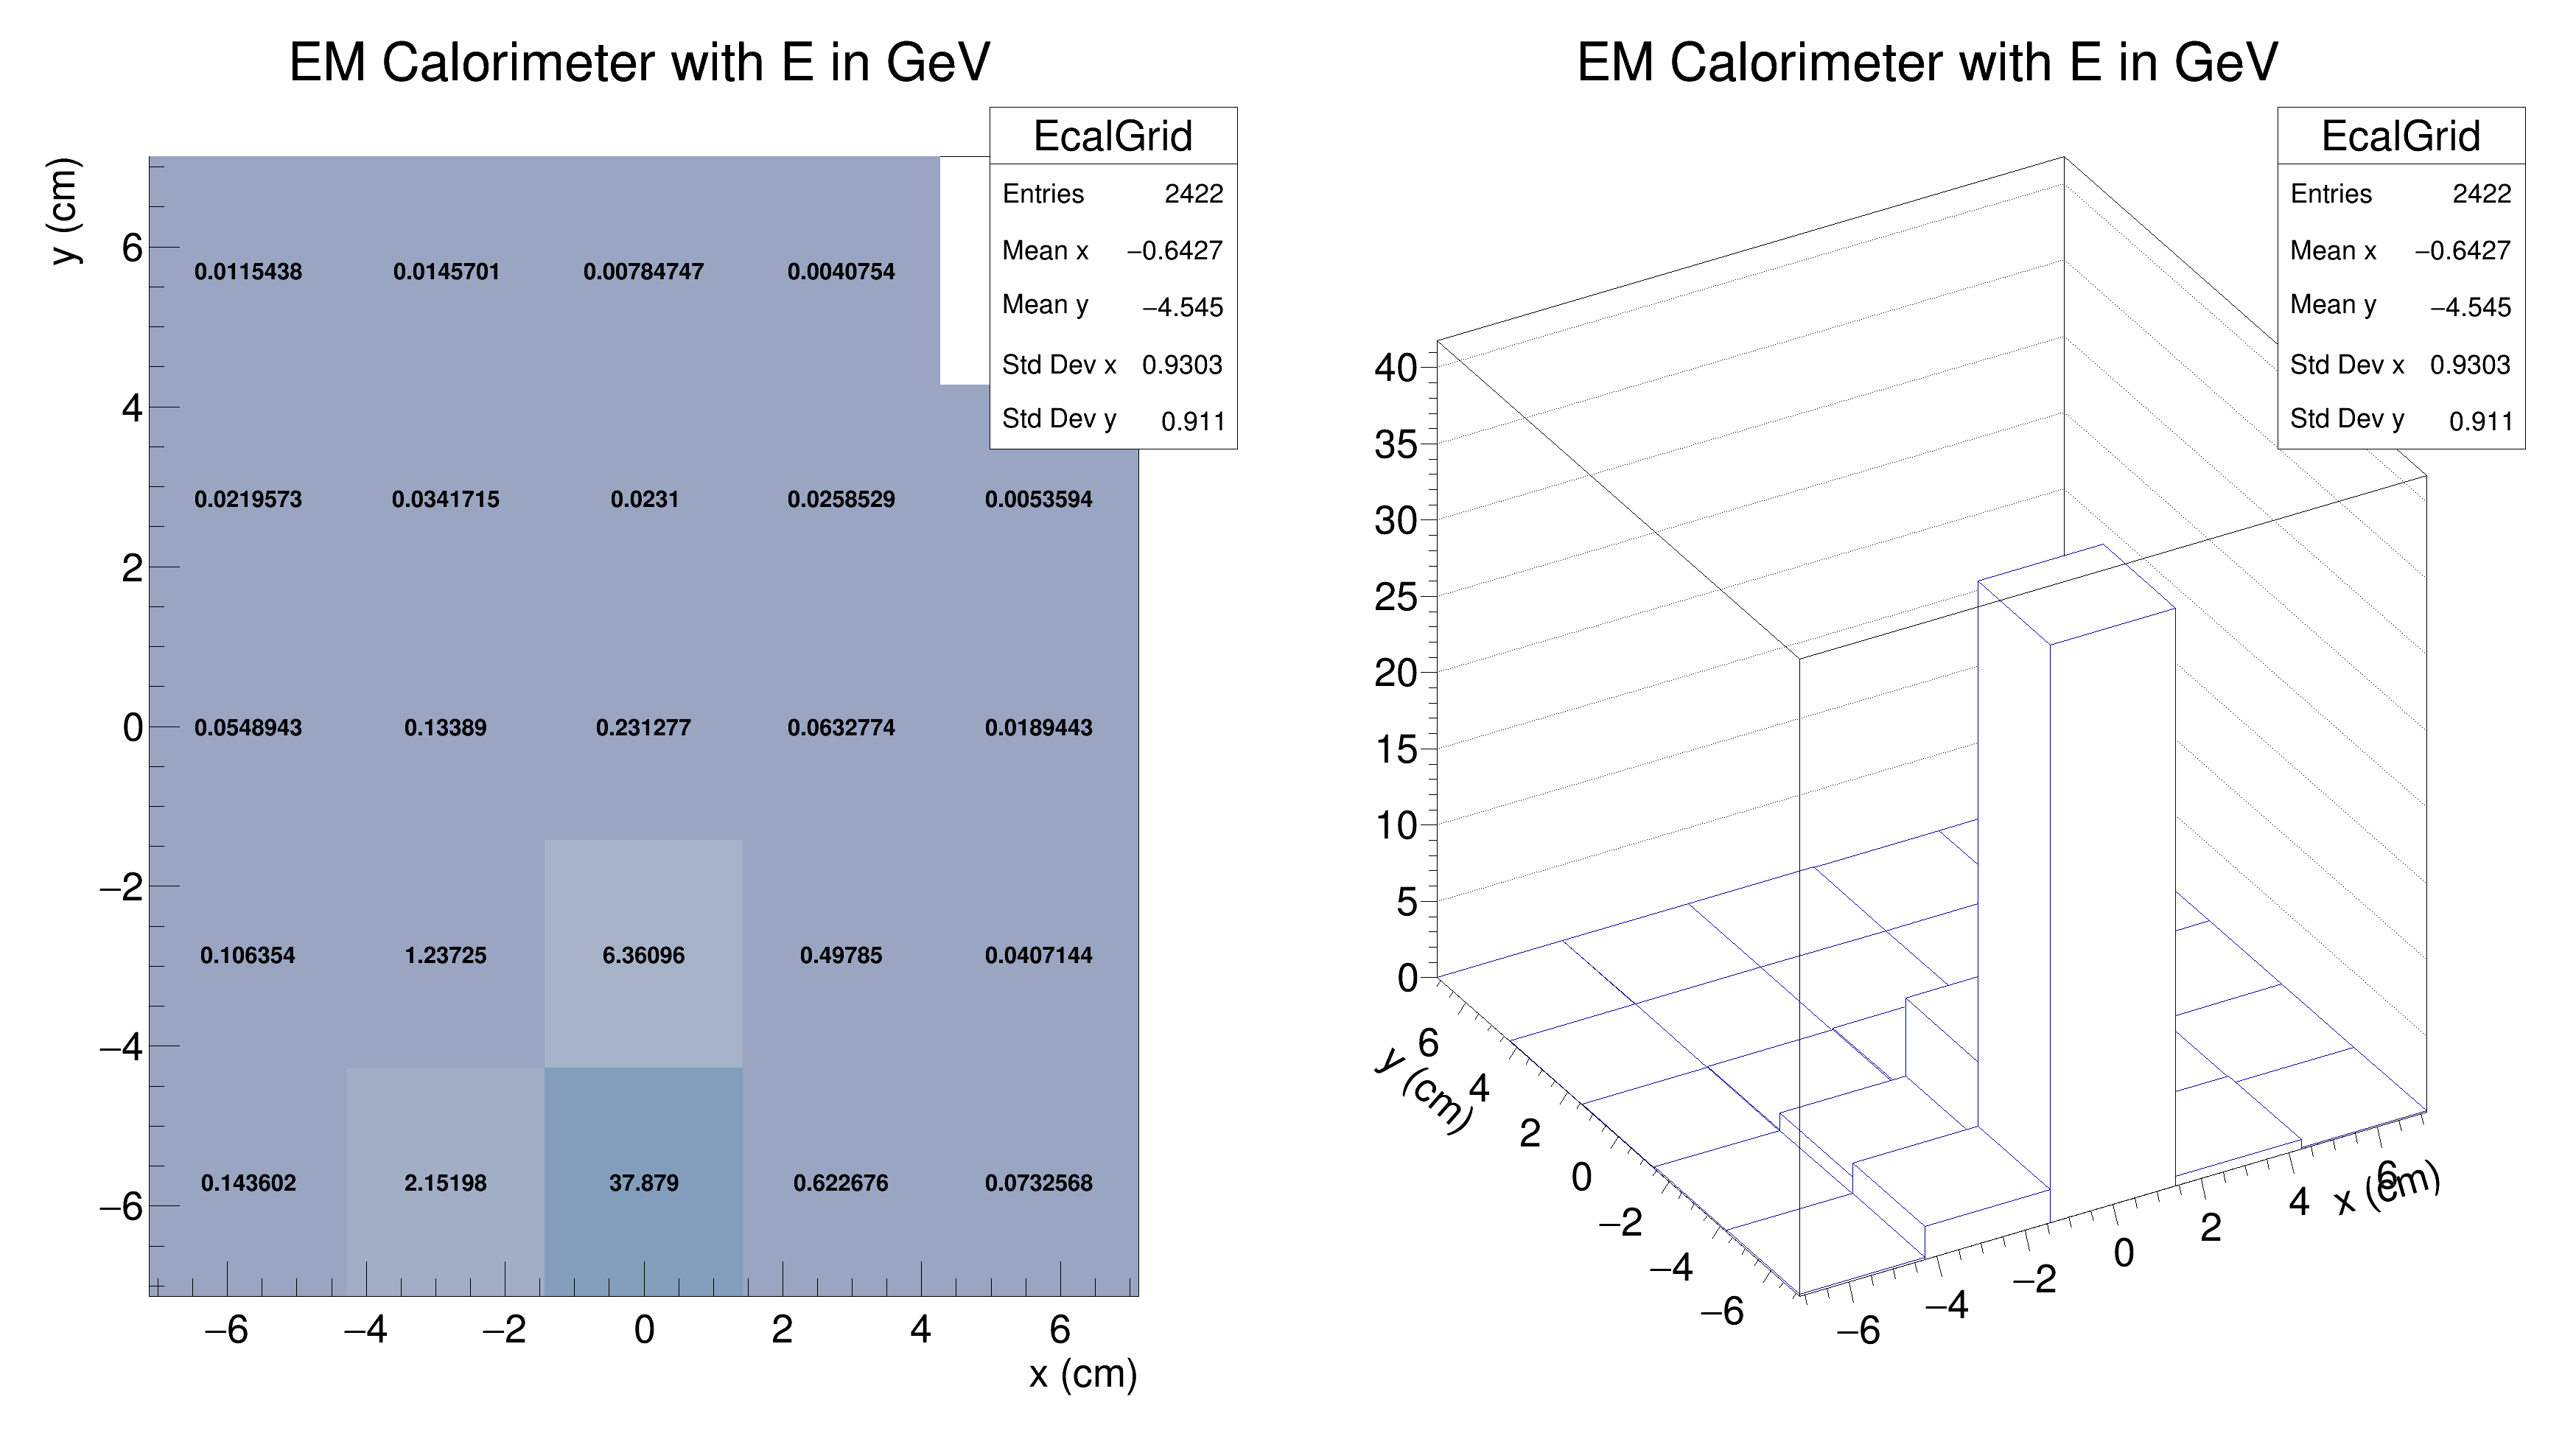 EM Calorimeter with E in GeV
EcalGrid
Entries 2422
Mean x −0.6427
Mean y −4.545
Std Dev x 0.9303
Std Dev y 0.911
y (cm)
6
4
2
0
−2
−4
−6
0.0115438 0.0145701 0.00784747 0.0040754
0.0219573 0.0341715 0.0231 0.0258529 0.0053594
0.0548943 0.13389 0.231277 0.0632774 0.0189443
0.106354 1.23725 6.36096 0.49785 0.0407144
0.143602 2.15198 37.879 0.622676 0.0732568
−6 −4 −2 0 2 4 6
x (cm)
EM Calorimeter with E in GeV
EcalGrid
Entries 2422
Mean x −0.6427
Mean y −4.545
Std Dev x 0.9303
Std Dev y 0.911
40
35
30
25
20
15
10
5
0
y (cm)
6
4
2
0
−2
−4
−6
−6 −4 −2 0 2 4 6
x (cm)